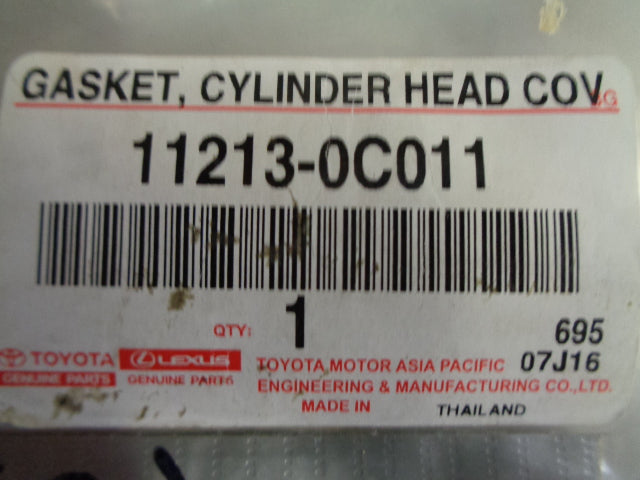 GASKET, CYLINDER HEAD COV
11213-0C011
QTY: 1 695
TOYOTA LEXUS TOYOTA MOTOR ASIA PACIFIC 07J16
GENUINE PARTS GENUINE PARTS ENGINEERING & MANUFACTURING CO.,LTD.
MADE IN THAILAND